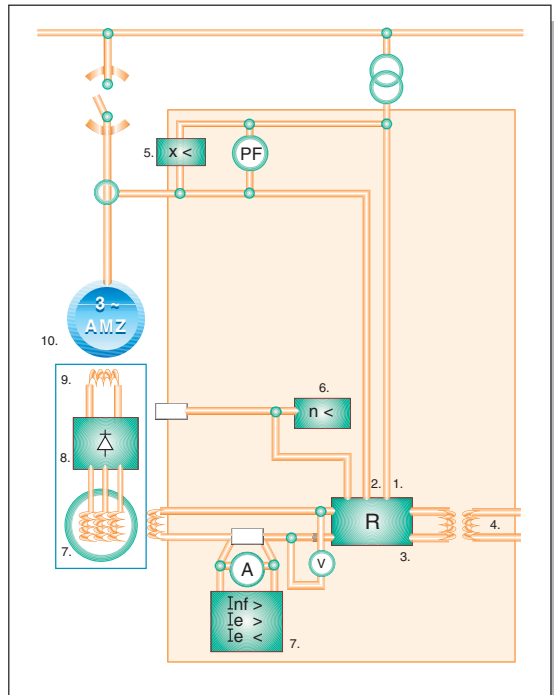 5.
x <
PF
3 ~
AMZ
10.
9.
6.
n <
8.
2.
1.
R
4.
3.
7.
A
V
Inf >
Ie >
Ie <
7.